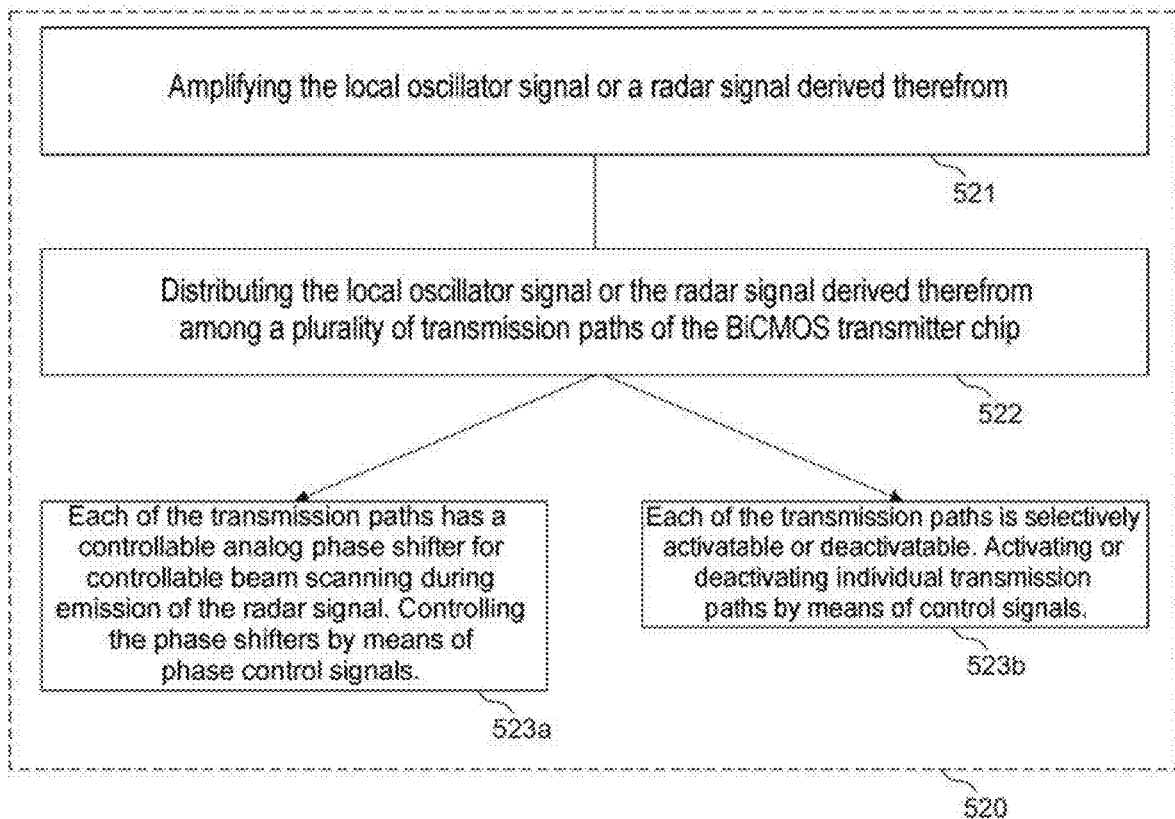 Amplifying the local oscillator signal or a radar signal derived therefrom
521
Distributing the local oscillator signal or the radar signal derived therefrom
among a plurality of transmission paths of the BiCMOS transmitter chip
522
Each of the transmission paths has a
controllable analog phase shifter for
controllable beam scanning during
emission of the radar signal. Controlling
the phase shifters by means of
phase control signals.
523a
Each of the transmission paths is selectively
activatable or deactivatable. Activating or
deactivating individual transmission
paths by means of control signals.
523b
520